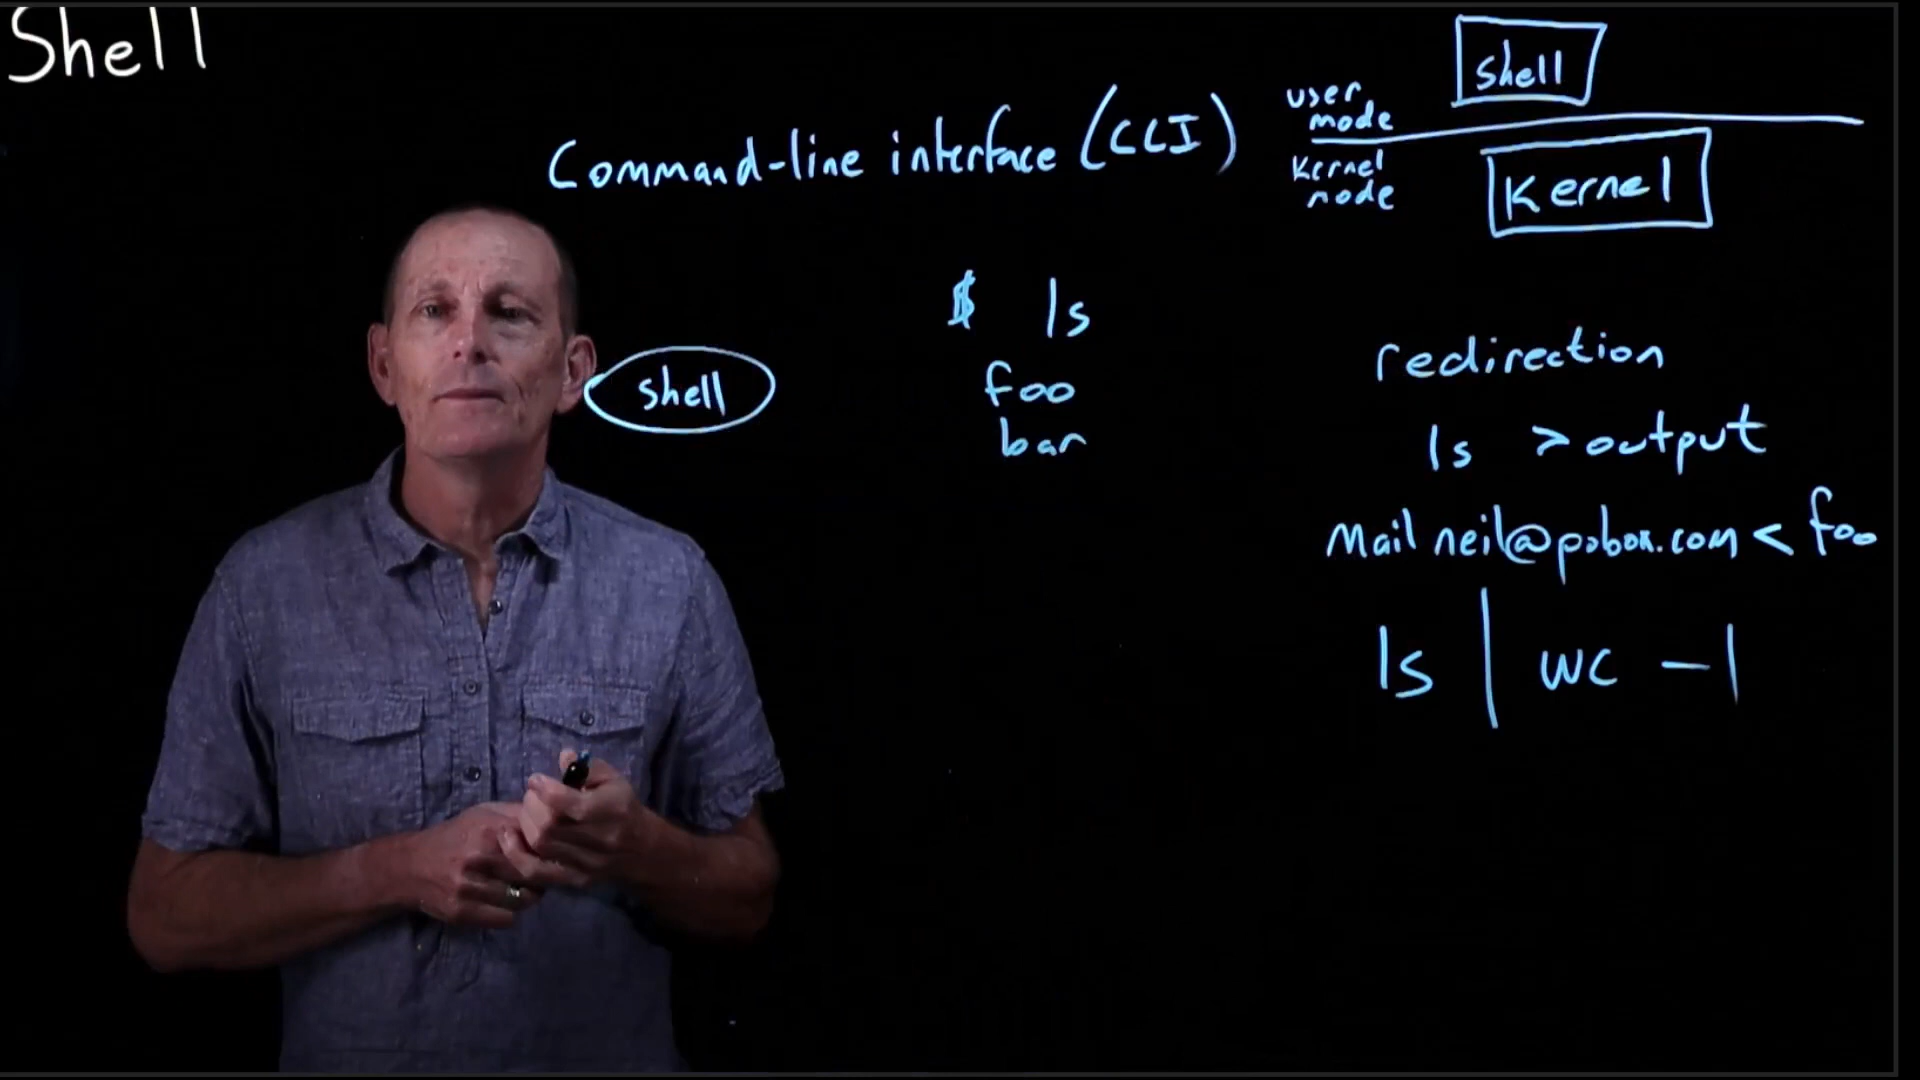 Shell
Command-line interface (CLI)
user
mode
Shell
Kernel
node
Kernel
$ ls
foo
bar
shell
redirection
ls > output
Mail neil@pobox.com < foo
ls | wc -l